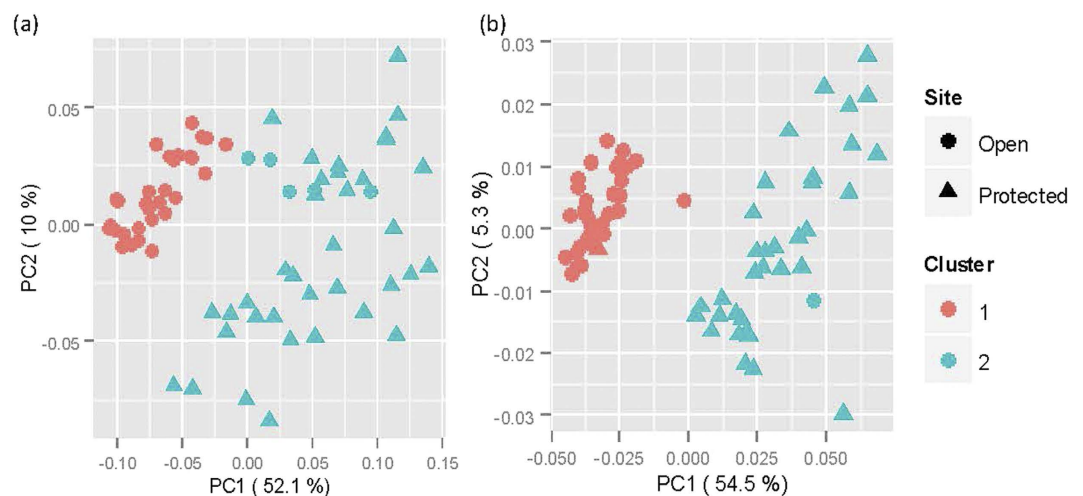 (a)
0.05
0.00
-0.05
PC2 ( 10 %)
-0.10 -0.05 0.00 0.05 0.10 0.15
PC1 ( 52.1 %)
(b)
0.03
0.02
0.01
0.00
-0.01
-0.02
-0.03
PC2 ( 5.3 %)
-0.050 -0.025 0.000 0.025 0.050
PC1 ( 54.5 %)
Site
Open
Protected
Cluster
1
2